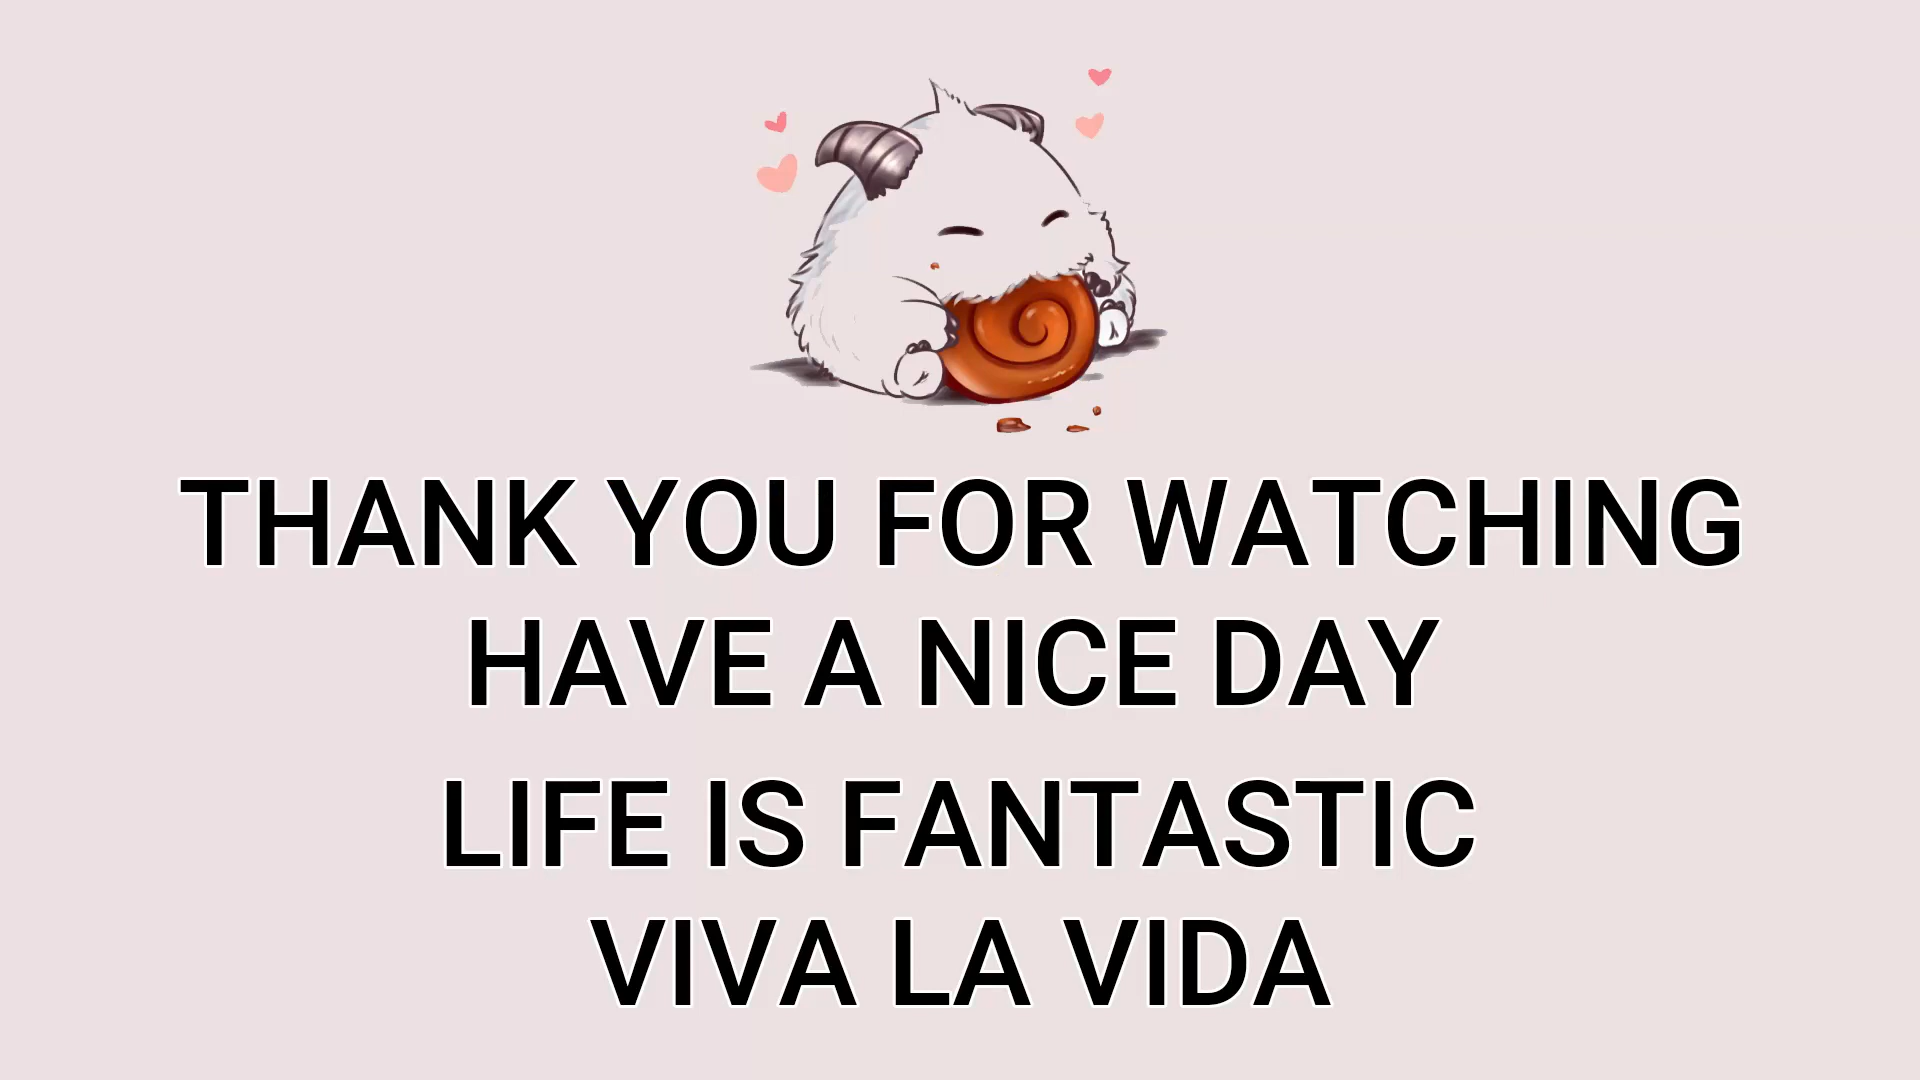 THANK YOU FOR WATCHING
HAVE A NICE DAY
LIFE IS FANTASTIC
VIVA LA VIDA